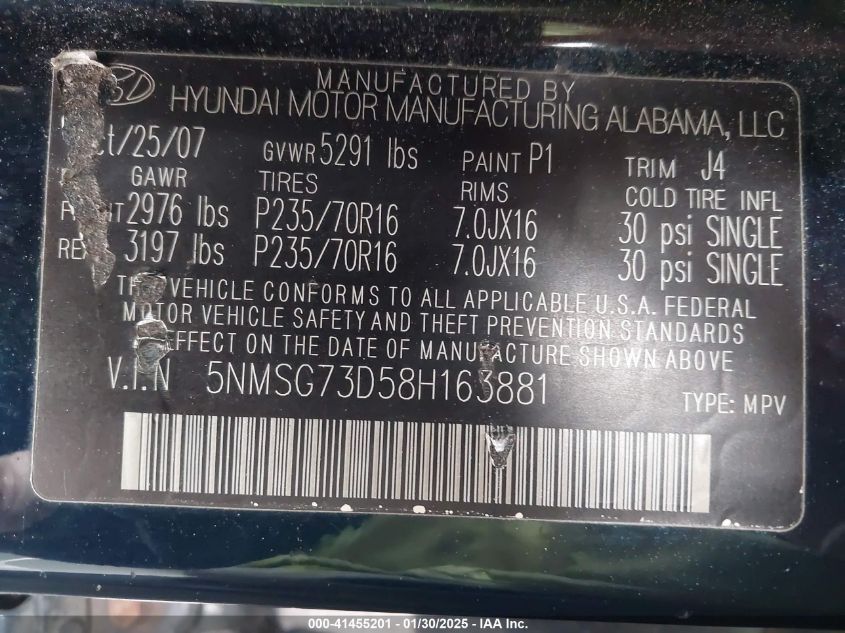 MANUFACTURED BY
HYUNDAI MOTOR MANUFACTURING ALABAMA, LLC
ct/25/07 GVWR 5291 lbs PAINT P1 TRIM J4
GAWR TIRES RIMS COLD TIRE INFL
2976 lbs P235/70R16 7.0JX16 30 psi SINGLE
3197 lbs P235/70R16 7.0JX16 30 psi SINGLE
VEHICLE CONFORMS TO ALL APPLICABLE U.S.A. FEDERAL
MOTOR VEHICLE SAFETY AND THEFT PREVENTION STANDARDS
EFFECT ON THE DATE OF MANUFACTURE SHOWN ABOVE
V.I.N 5NMSG73D58H163881 TYPE: MPV
000-41455201 - 01/30/2025 - IAA Inc.